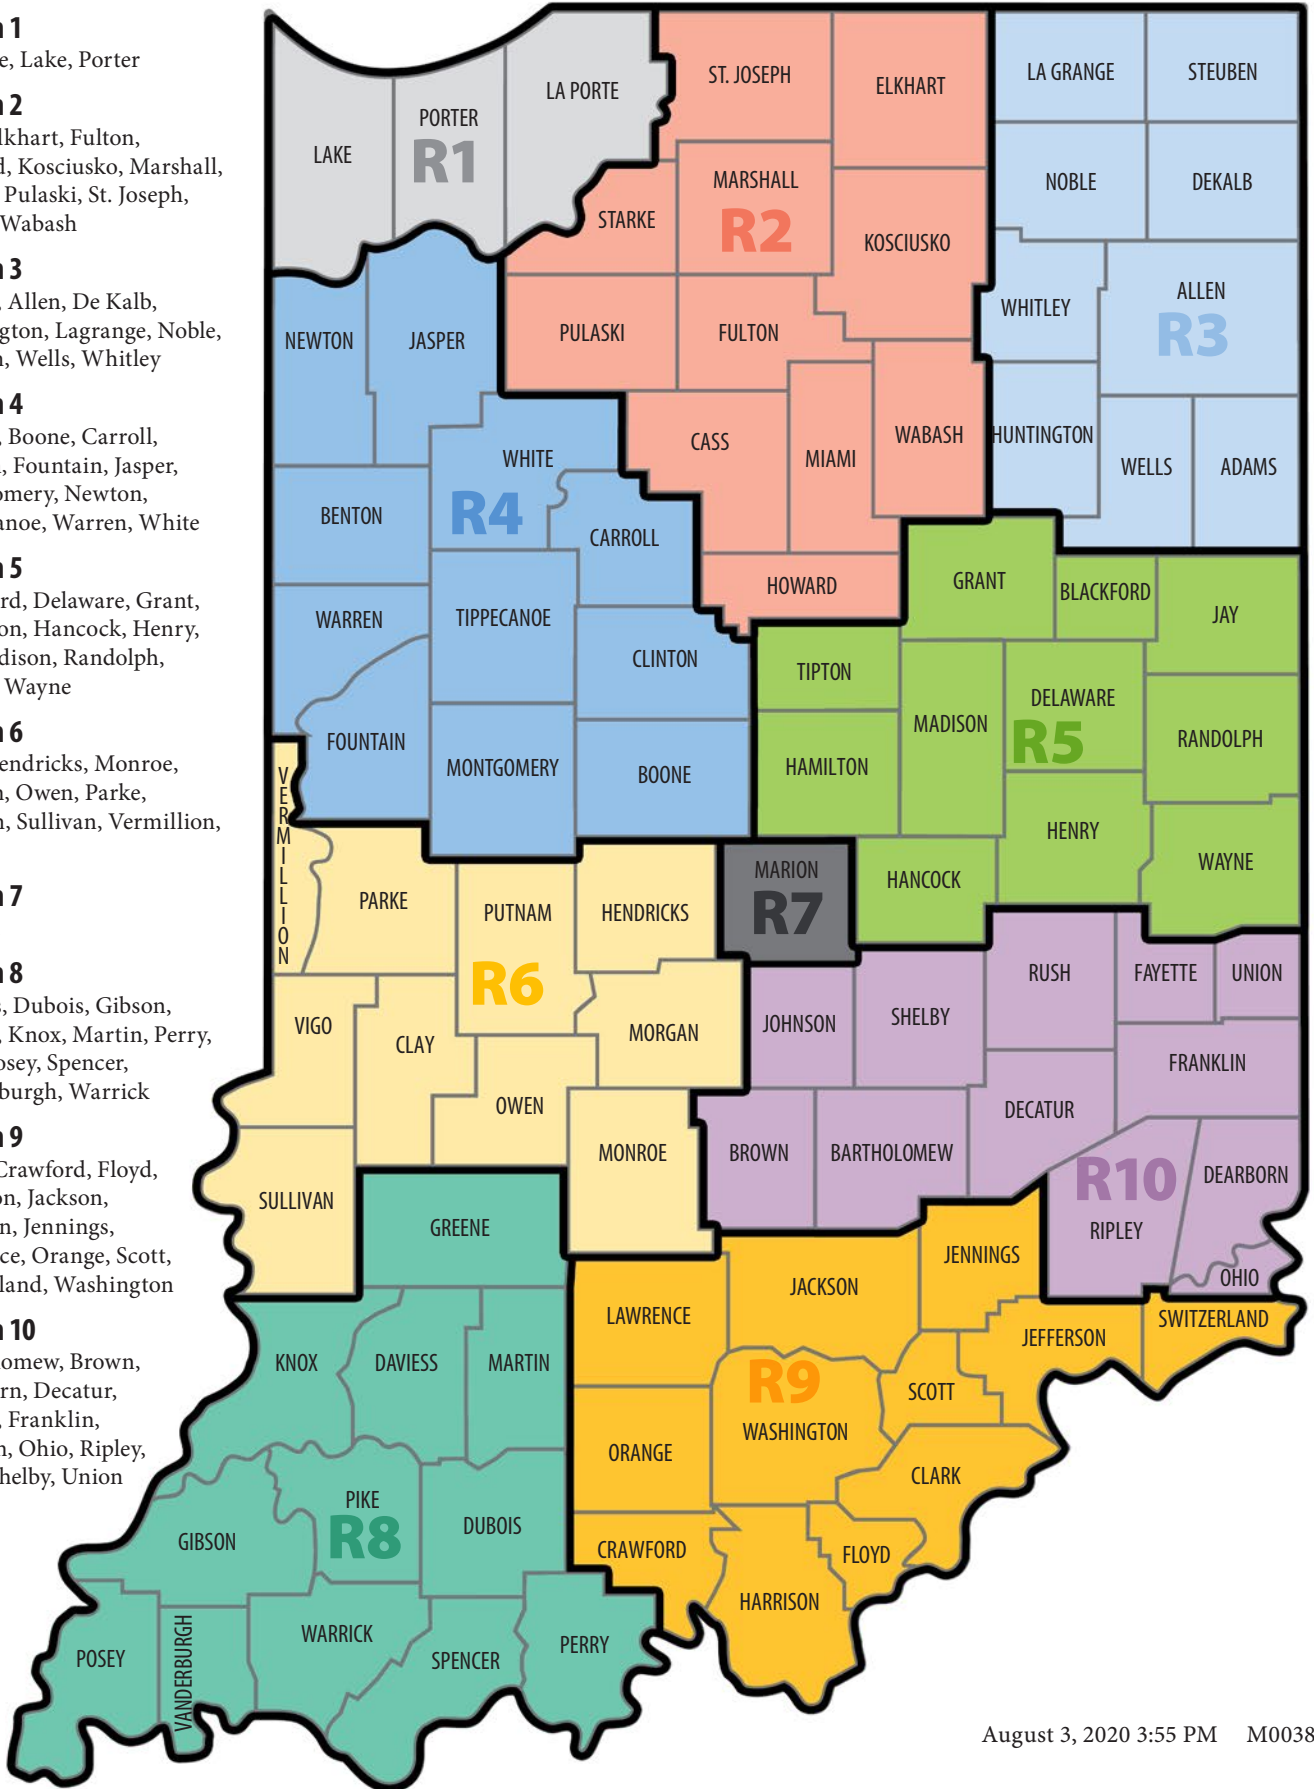 n 1
e, Lake, Porter
n 2
lkhart, Fulton,
d, Kosciusko, Marshall,
Pulaski, St. Joseph,
Wabash
n 3
, Allen, De Kalb,
gton, Lagrange, Noble,
n, Wells, Whitley
n 4
, Boone, Carroll,
, Fountain, Jasper,
omery, Newton,
anoe, Warren, White
n 5
rd, Delaware, Grant,
on, Hancock, Henry,
dison, Randolph,
Wayne
n 6
endricks, Monroe,
n, Owen, Parke,
n, Sullivan, Vermillion,
n 7
n 8
s, Dubois, Gibson,
, Knox, Martin, Perry,
osey, Spencer,
burgh, Warrick
n 9
Crawford, Floyd,
on, Jackson,
n, Jennings,
ce, Orange, Scott,
land, Washington
n 10
omew, Brown,
rn, Decatur,
, Franklin,
n, Ohio, Ripley,
helby, Union
LAKE
PORTER
R1
LA PORTE
ST. JOSEPH
ELKHART
STARKE
MARSHALL
R2
KOSCIUSKO
PULASKI
FULTON
CASS
MIAMI
WABASH
HOWARD
LA GRANGE
STEUBEN
NOBLE
DEKALB
WHITLEY
ALLEN
R3
HUNTINGTON
WELLS
ADAMS
NEWTON
JASPER
WHITE
R4
BENTON
CARROLL
WARREN
TIPPECANOE
CLINTON
FOUNTAIN
MONTGOMERY
BOONE
GRANT
BLACKFORD
JAY
TIPTON
MADISON
DELAWARE
R5
RANDOLPH
HAMILTON
HENRY
HANCOCK
WAYNE
VERMILLION
PARKE
PUTNAM
HENDRICKS
R6
VIGO
CLAY
MORGAN
OWEN
MONROE
SULLIVAN
MARION
R7
JOHNSON
SHELBY
RUSH
FAYETTE
UNION
FRANKLIN
DECATUR
BROWN
BARTHOLOMEW
R10
DEARBORN
RIPLEY
OHIO
GREENE
KNOX
DAVIESS
MARTIN
PIKE
R8
GIBSON
DUBOIS
POSEY
VANDERBURGH
WARRICK
SPENCER
PERRY
JENNINGS
JACKSON
LAWRENCE
SWITZERLAND
JEFFERSON
R9
SCOTT
WASHINGTON
ORANGE
CLARK
CRAWFORD
FLOYD
HARRISON
August 3, 2020 3:55 PM M0038